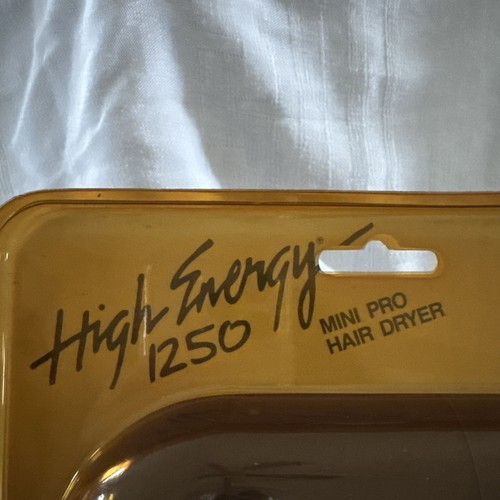 High Energy
1250
MINI PRO
HAIR DRYER